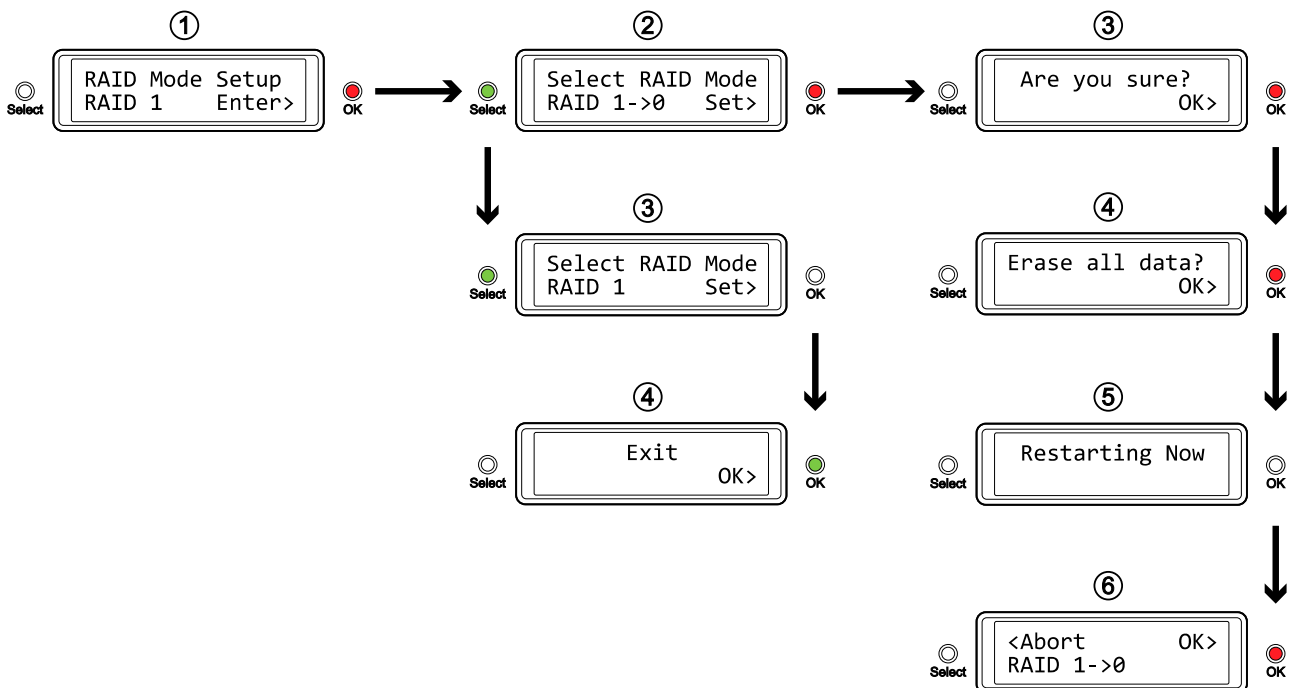 ①
RAID Mode Setup
RAID 1 Enter>
Select
OK
②
Select RAID Mode
RAID 1->0 Set>
Select
OK
③
Are you sure?
OK>
Select
OK
③
Select RAID Mode
RAID 1 Set>
Select
OK
④
Erase all data?
OK>
Select
OK
④
Exit
OK>
Select
OK
⑤
Restarting Now
Select
OK
⑥
<Abort OK>
RAID 1->0
Select
OK